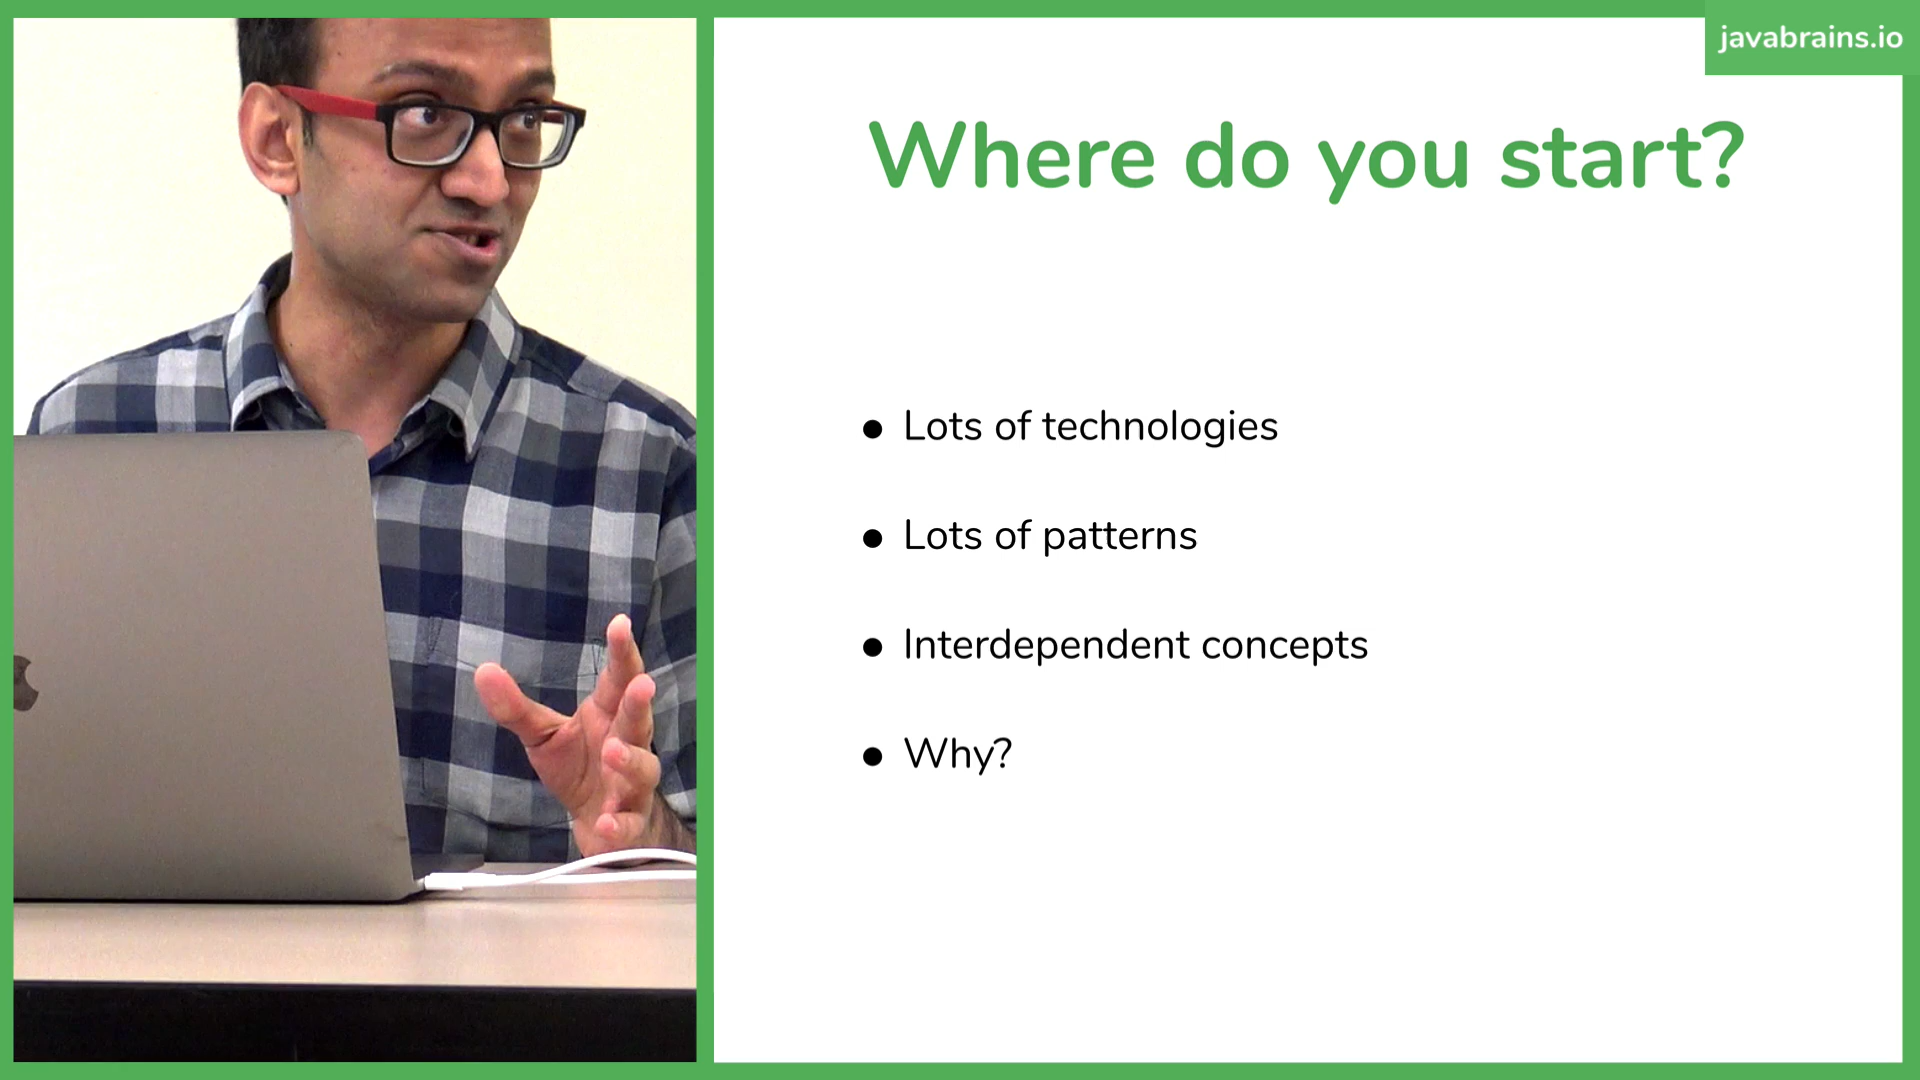 javabrains.io
Where do you start?
• Lots of technologies
• Lots of patterns
• Interdependent concepts
• Why?